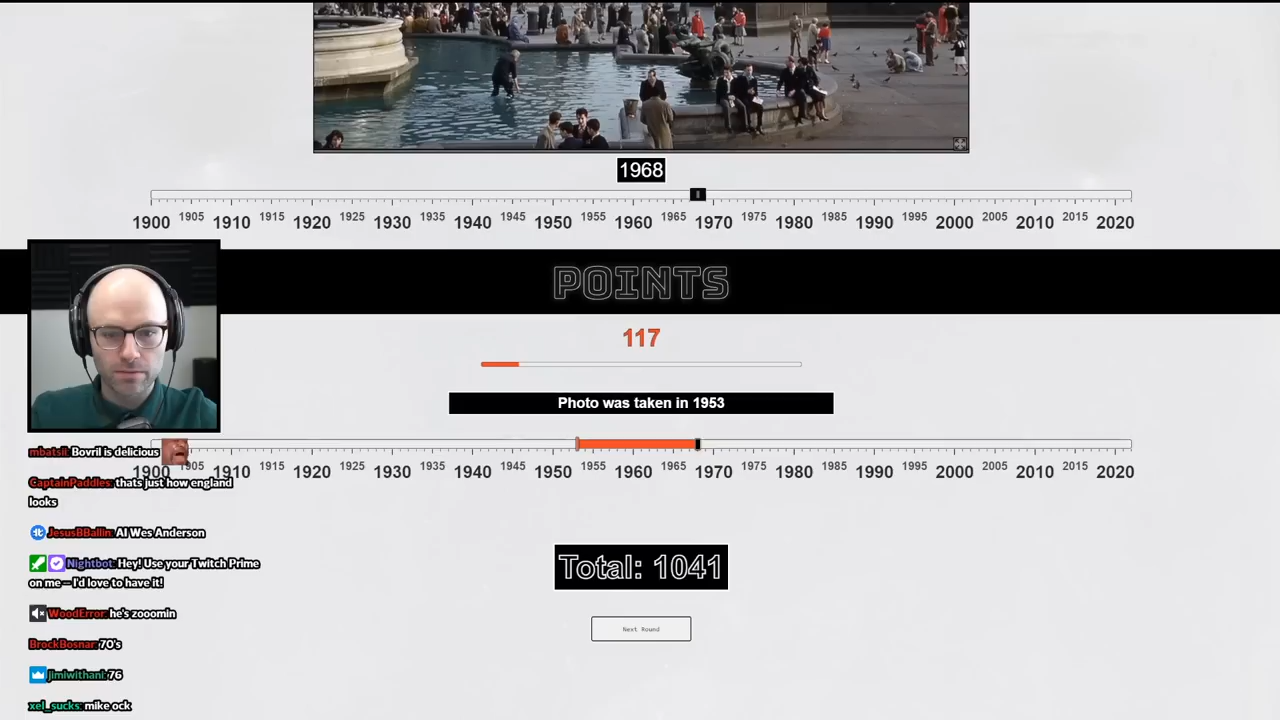 1968
1900 1905 1910 1915 1920 1925 1930 1935 1940 1945 1950 1955 1960 1965 1970 1975 1980 1985 1990 1995 2000 2005 2010 2015 2020
POINTS
117
Photo was taken in 1953
1900 1905 1910 1915 1920 1925 1930 1935 1940 1945 1950 1955 1960 1965 1970 1975 1980 1985 1990 1995 2000 2005 2010 2015 2020
Total: 1041
Next Round
mbatsii: Bovril is delicious
CaptainPaddles: thats just how england
looks
JesusBBallin: AI Wes Anderson
Nightbot: Hey! Use your Twitch Prime
on me -- I'd love to have it!
WoodError: he's zooomin
BrockBosnar: 70's
jimiwithani: 76
xel_sucks: mike ock